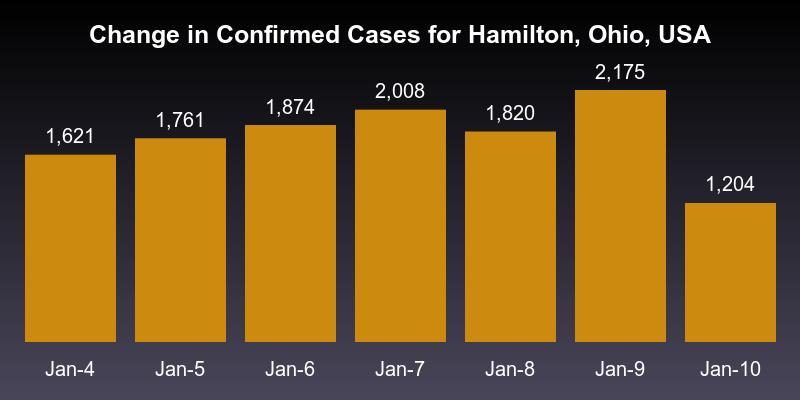 Change in Confirmed Cases for Hamilton, Ohio, USA
1,621
1,761
1,874
2,008
1,820
2,175
1,204
Jan-4
Jan-5
Jan-6
Jan-7
Jan-8
Jan-9
Jan-10